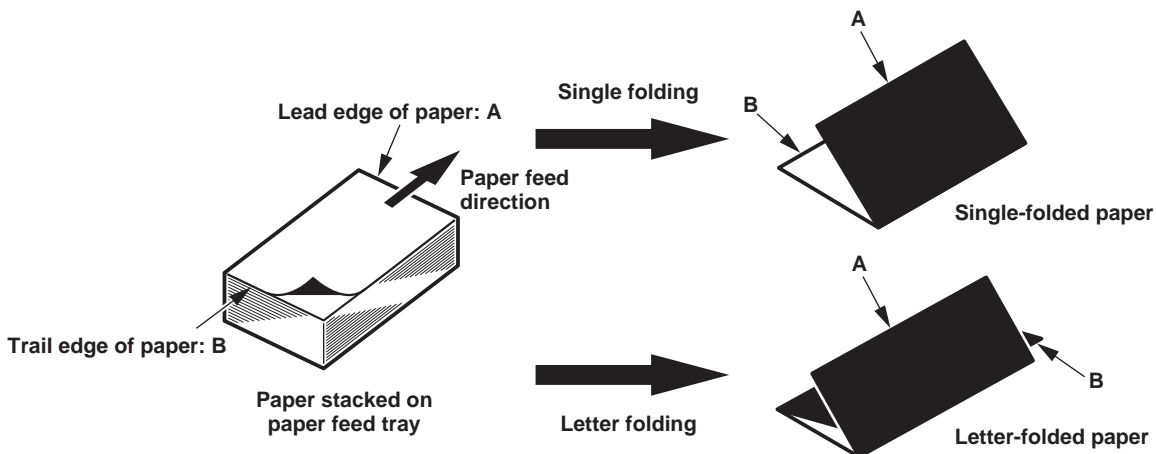 A
Single folding
B
Lead edge of paper: A
Paper feed
direction
Single-folded paper
A
Trail edge of paper: B
B
Paper stacked on
paper feed tray
Letter folding
Letter-folded paper